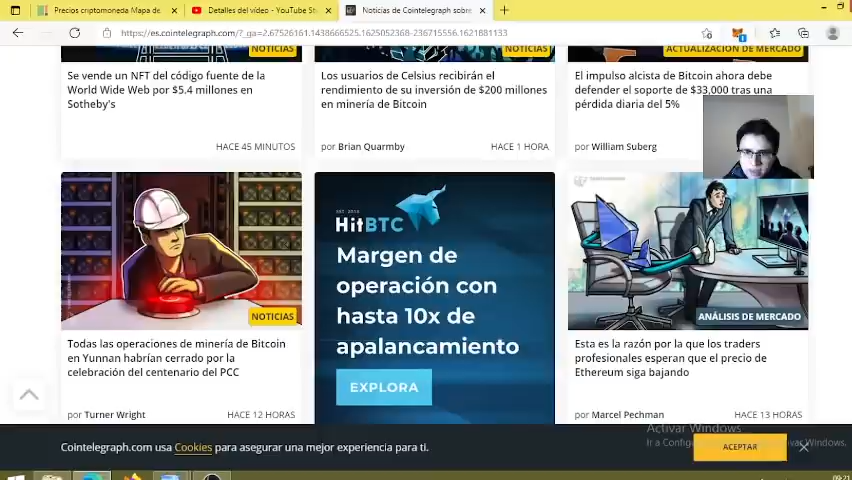 Precios criptomoneda Mapa de
Detalles del vídeo - YouTube St
Noticias de Cointelegraph sobre
https://es.cointelegraph.com/?_ga=2.67526161.1438666525.1625052368-236715556.1621881133
NOTICIAS
NOTICIAS
ACTUALIZACIÓN DE MERCADO
Se vende un NFT del código fuente de la
World Wide Web por $5.4 millones en
Sotheby's
HACE 45 MINUTOS
Los usuarios de Celsius recibirán el
rendimiento de su inversión de $200 millones
en minería de Bitcoin
por Brian Quarmby
HACE 1 HORA
El impulso alcista de Bitcoin ahora debe
defender el soporte de $33,000 tras una
pérdida diaria del 5%
por William Suberg
NOTICIAS
Todas las operaciones de minería de Bitcoin
en Yunnan habrían cerrado por la
celebración del centenario del PCC
por Turner Wright
HACE 12 HORAS
HitBTC
Margen de
operación con
hasta 10x de
apalancamiento
EXPLORA
ANÁLISIS DE MERCADO
Esta es la razón por la que los traders
profesionales esperan que el precio de
Ethereum siga bajando
por Marcel Pechman
HACE 13 HORAS
Activar Windows
Cointelegraph.com usa Cookies para asegurar una mejor experiencia para ti.
ACEPTAR
09:21